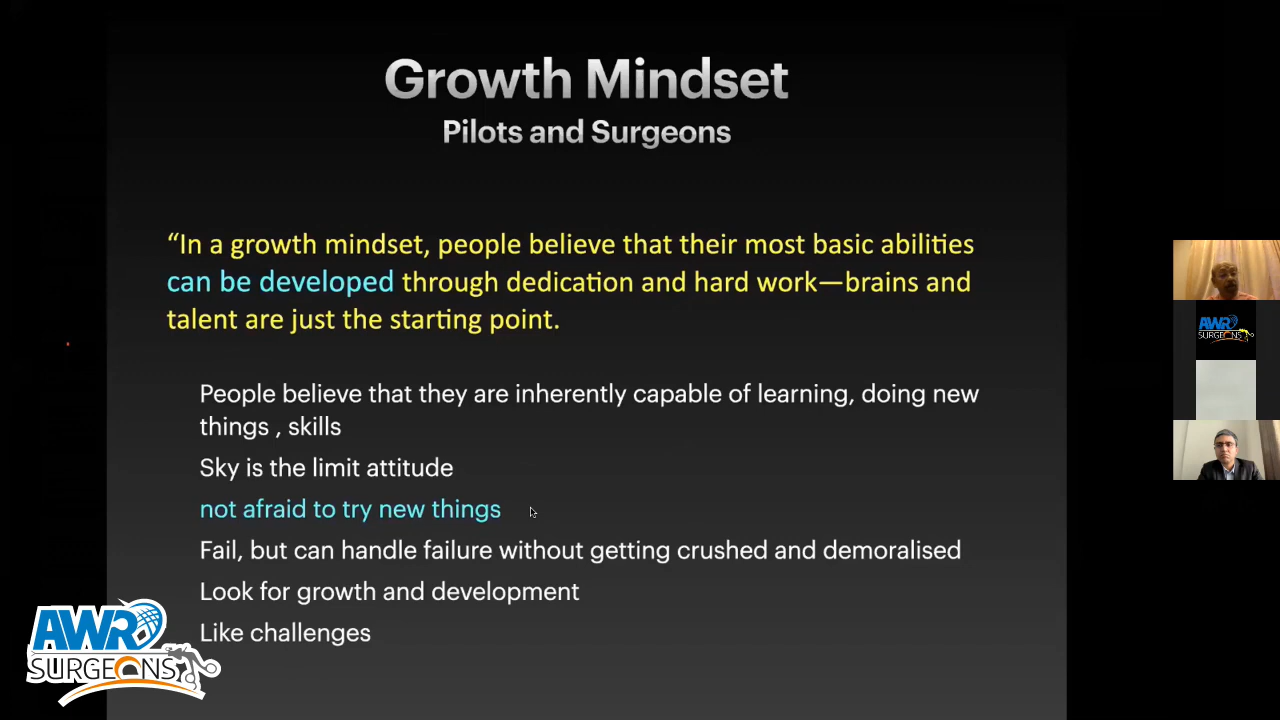 Growth Mindset
Pilots and Surgeons
“In a growth mindset, people believe that their most basic abilities
can be developed through dedication and hard work—brains and
talent are just the starting point.
People believe that they are inherently capable of learning, doing new
things , skills
Sky is the limit attitude
not afraid to try new things
Fail, but can handle failure without getting crushed and demoralised
Look for growth and development
Like challenges
AWR
SURGEONS
AWR
SURGEONS